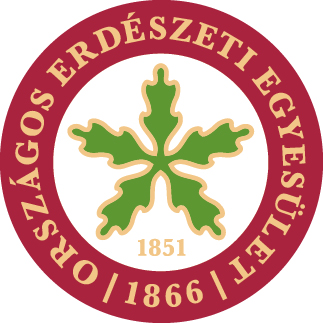 ORSZÁGOS ERDÉSZETI EGYESÜLET
1851
| 1866 |